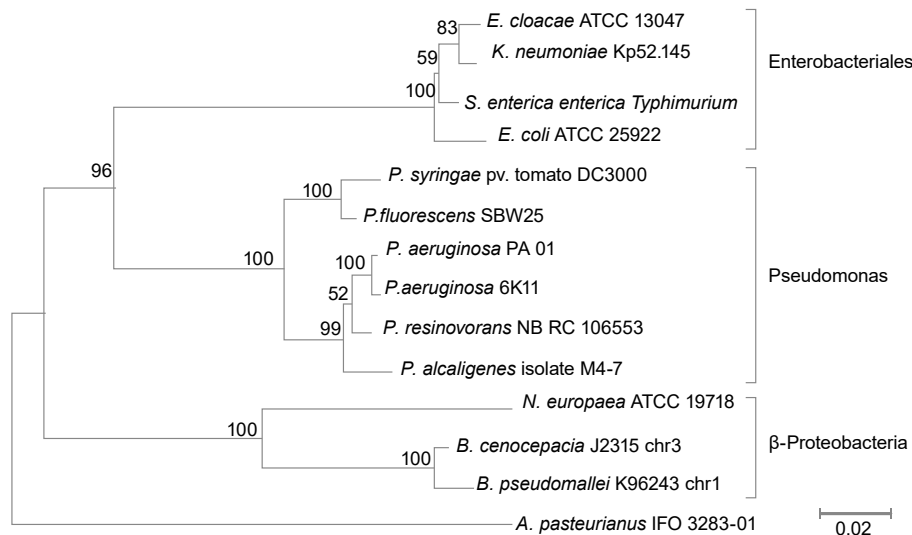 E. cloacae ATCC 13047
83
K. neumoniae Kp52.145
59
Enterobacteriales
100
S. enterica enterica Typhimurium
E. coli ATCC 25922
96
P. syringae pv. tomato DC3000
100
P.fluorescens SBW25
P. aeruginosa PA 01
100
100
Pseudomonas
P.aeruginosa 6K11
52
P. resinovorans NB RC 106553
99
P. alcaligenes isolate M4-7
N. europaea ATCC 19718
100
B. cenocepacia J2315 chr3
β-Proteobacteria
100
B. pseudomallei K96243 chr1
A. pasteurianus IFO 3283-01
0.02